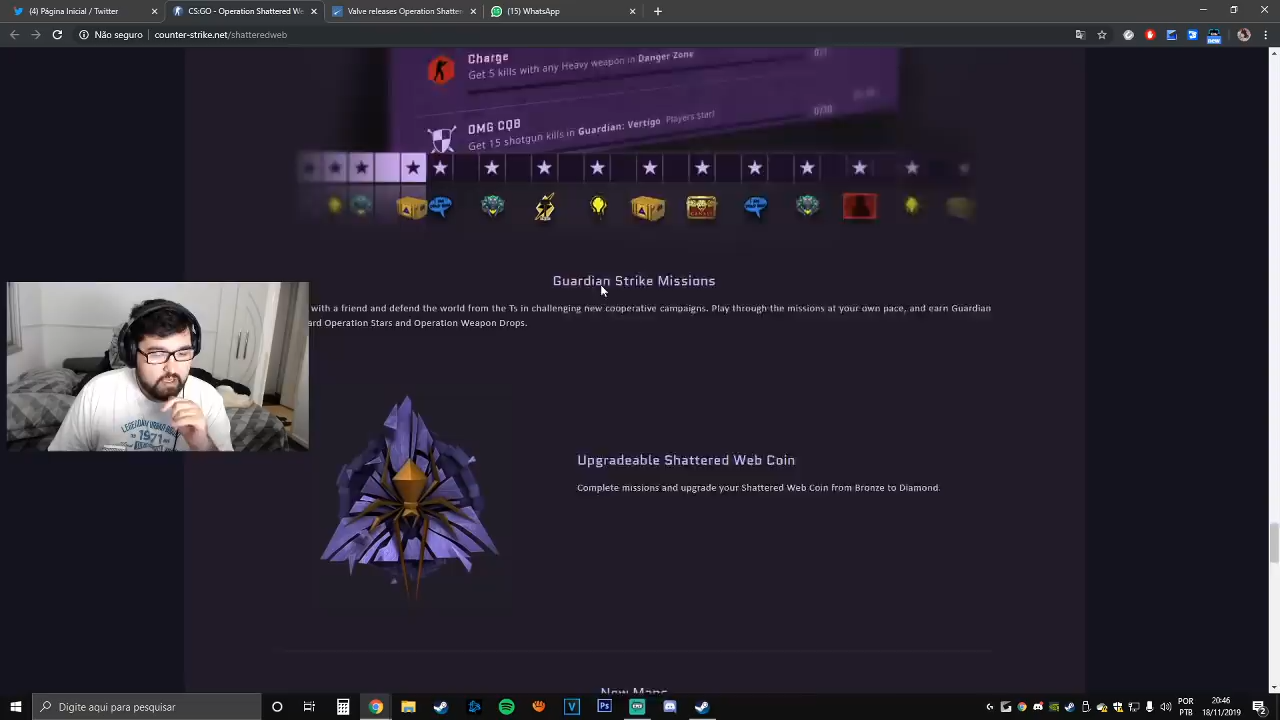 (4) Página Inicial / Twitter
CS:GO - Operation Shattered We
Valve releases Operation Shatter
(15) WhatsApp
Não seguro
counter-strike.net/shatteredweb
new
Charge
Get 5 kills with any Heavy weapon in Danger Zone
DMG CQB
Get 15 shotgun kills in Guardian: Vertigo
Guardian Strike Missions
with a friend and defend the world from the Ts in challenging new cooperative campaigns. Play through the missions at your own pace, and earn Guardian
ard Operation Stars and Operation Weapon Drops.
LEGENDARY
1971
Upgradeable Shattered Web Coin
Complete missions and upgrade your Shattered Web Coin from Bronze to Diamond.
New Maps
Digite aqui para pesquisar
POR
PTB
20:46
18/11/2019